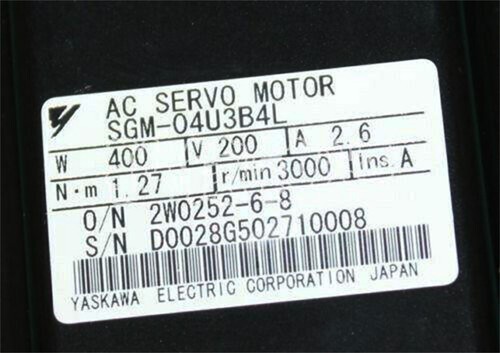 AC SERVO MOTOR
SGM-04U3B4L
W 400 V 200 A 2.6
N·m 1.27 r/min 3000 Ins. A
O/N 2W0252-6-8
S/N D0028G502710008
YASKAWA ELECTRIC CORPORATION JAPAN